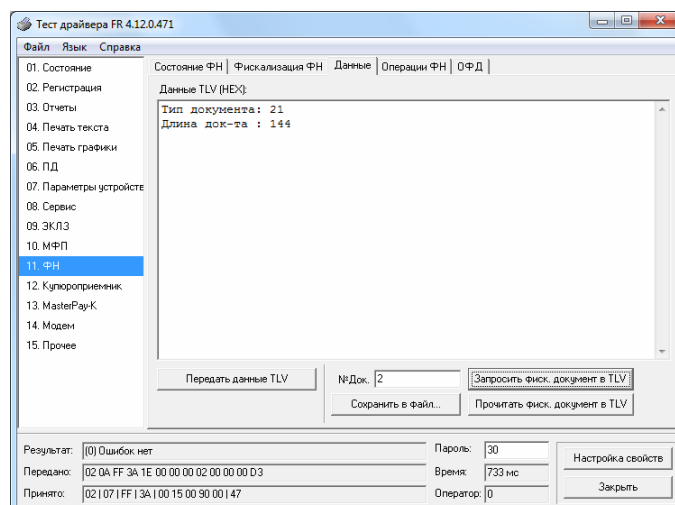 Тест драйвера FR 4.12.0.471
Файл Язык Справка
01. Состояние
02. Регистрация
03. Отчеты
04. Печать текста
05. Печать графики
06. ПД
07. Параметры устройств
08. Сервис
09. ЭКЛЗ
10. МФП
11. ФН
12. Купюроприемник
13. MasterPay-K
14. Модем
15. Прочее
Состояние ФН Фискализация ФН Данные Операции ФН ОФД
Данные TLV (HEX):
Тип документа: 21
Длина док-та : 144
Передать данные TLV №Док. 2 Запросить фиск. документ в TLV
Сохранить в файл... Прочитать фиск. документ в TLV
Результат: (0) Ошибок нет Пароль: 30 Настройка свойств
Передано: 02 0A FF 3A 1E 00 00 00 02 00 00 00 D3 Время: 733 мс
Принято: 02 | 07 | FF | 3A | 00 15 00 90 00 | 47 Оператор: 0 Закрыть